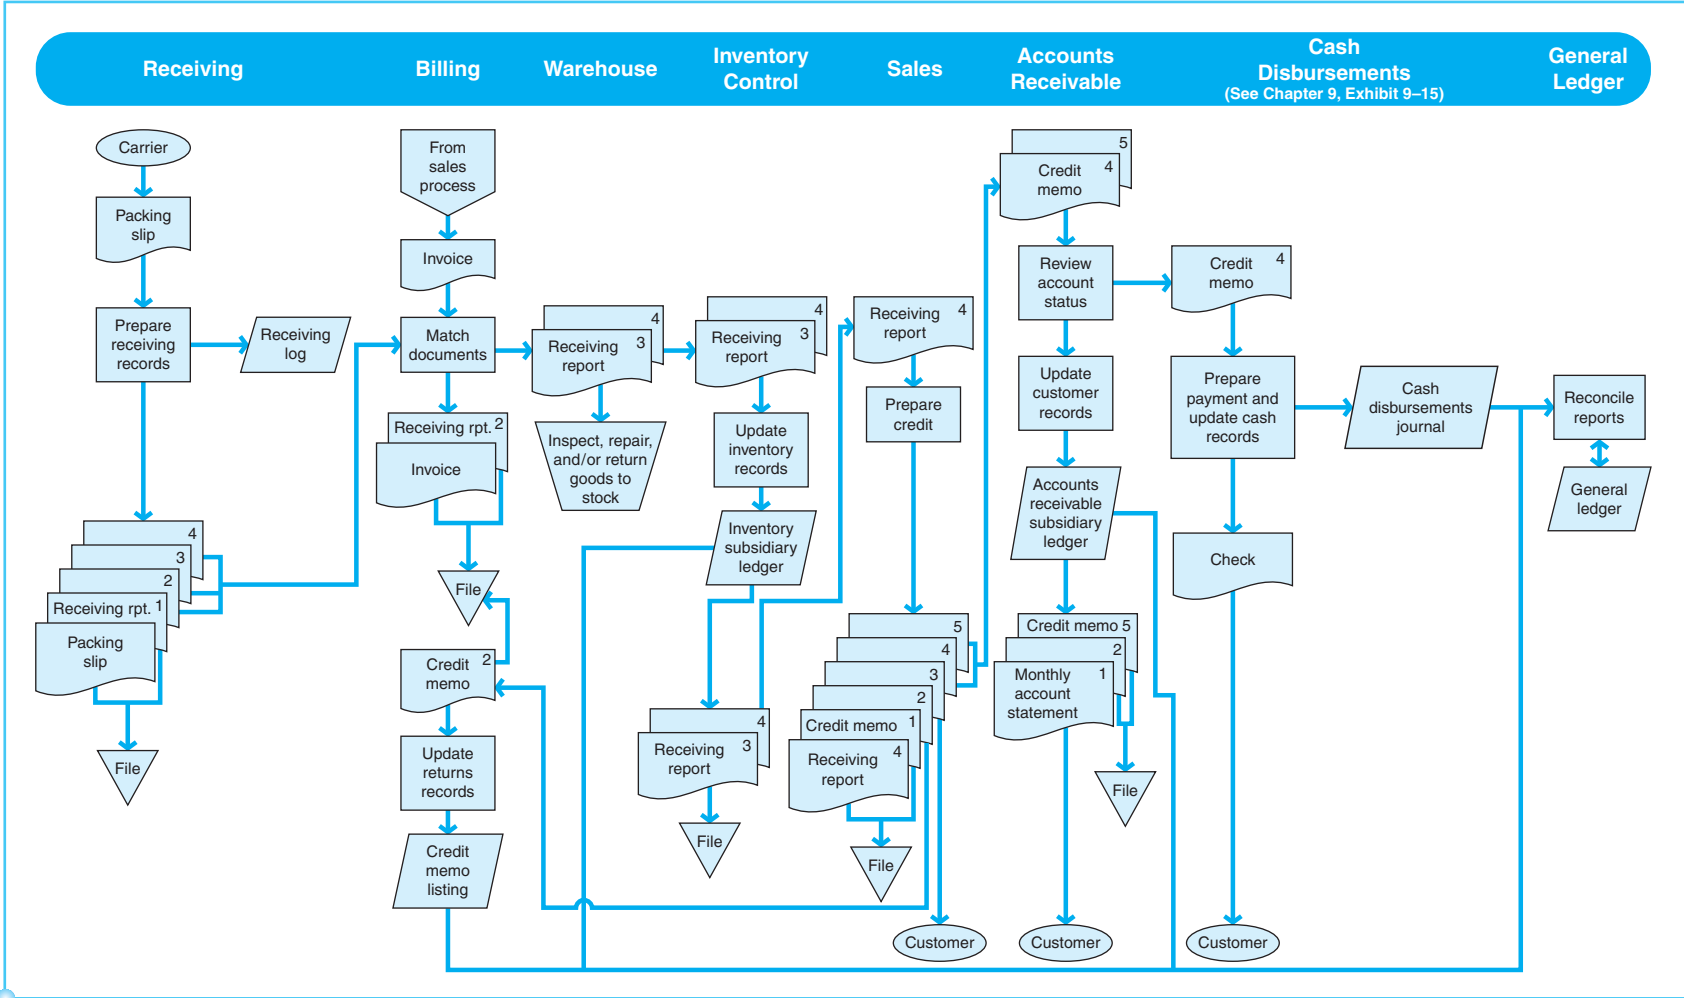 Receiving
Billing
Warehouse
Inventory
Control
Sales
Accounts
Receivable
Cash
Disbursements
(See Chapter 9, Exhibit 9–15)
General
Ledger
Carrier
Packing
slip
Prepare
receiving
records
Receiving
log
4
3
2
Receiving rpt. 1
Packing
slip
File
From
sales
process
Invoice
Match
documents
Receiving rpt. 2
Invoice
File
Credit 2
memo
Update
returns
records
Credit
memo
listing
4
Receiving 3
report
Inspect, repair,
and/or return
goods to
stock
4
Receiving 3
report
Update
inventory
records
Inventory
subsidiary
ledger
4
Receiving 3
report
File
Receiving 4
report
Prepare
credit
5
4
3
2
Credit memo 1
Receiving 4
report
File
Customer
5
Credit 4
memo
Review
account
status
Update
customer
records
Accounts
receivable
subsidiary
ledger
Credit memo 5
2
Monthly 1
account
statement
File
Customer
Credit 4
memo
Prepare
payment and
update cash
records
Check
Customer
Cash
disbursements
journal
Reconcile
reports
General
ledger